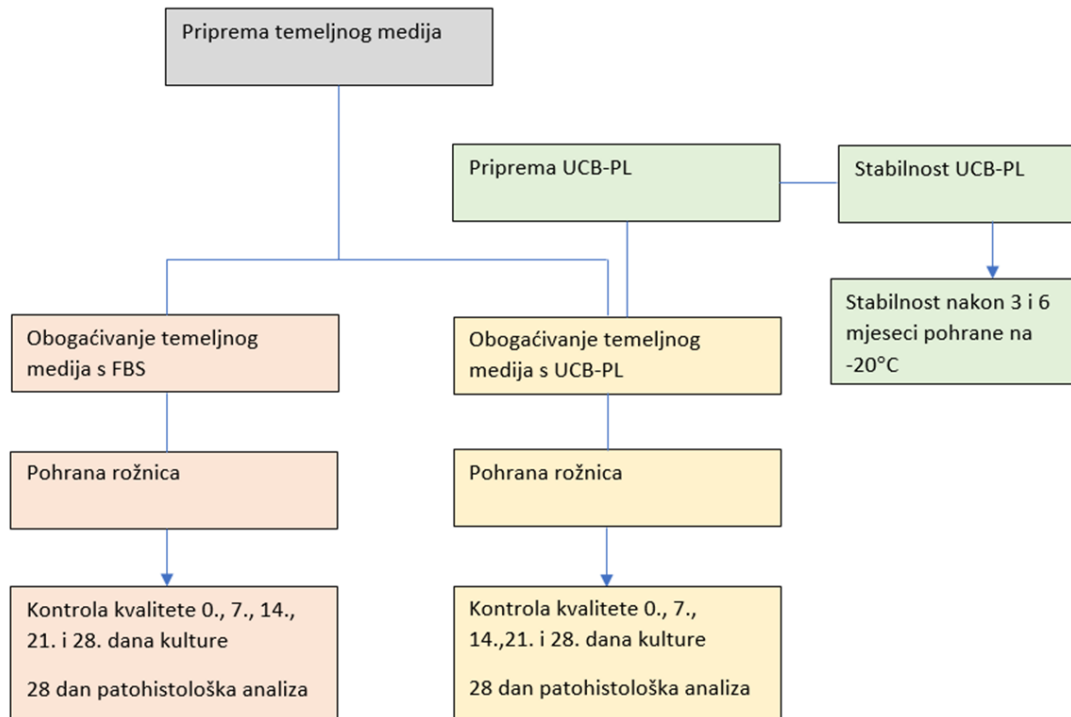 Priprema temeljnog medija
Priprema UCB-PL
Stabilnost UCB-PL
Stabilnost nakon 3 i 6
mjeseci pohrane na
-20°C
Obogaćivanje temeljnog
medija s FBS
Obogaćivanje temeljnog
medija s UCB-PL
Pohrana rožnica
Pohrana rožnica
Kontrola kvalitete 0., 7., 14.,
21. i 28. dana kulture
28 dan patohistološka analiza
Kontrola kvalitete 0., 7.,
14.,21. i 28. dana kulture
28 dan patohistološka analiza